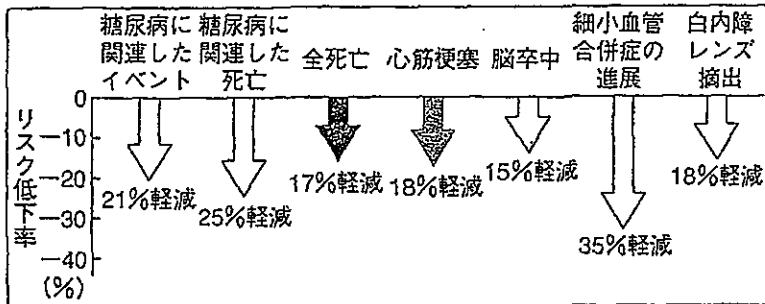 糖尿病に
関連した
イベント
糖尿病に
関連した
死亡
全死亡
心筋梗塞
脳卒中
細小血管
合併症の
進展
白内障
レンズ
摘出
リスク低下率
0
−10
−20
−30
−40
(%)
21%軽減
25%軽減
17%軽減
18%軽減
15%軽減
35%軽減
18%軽減